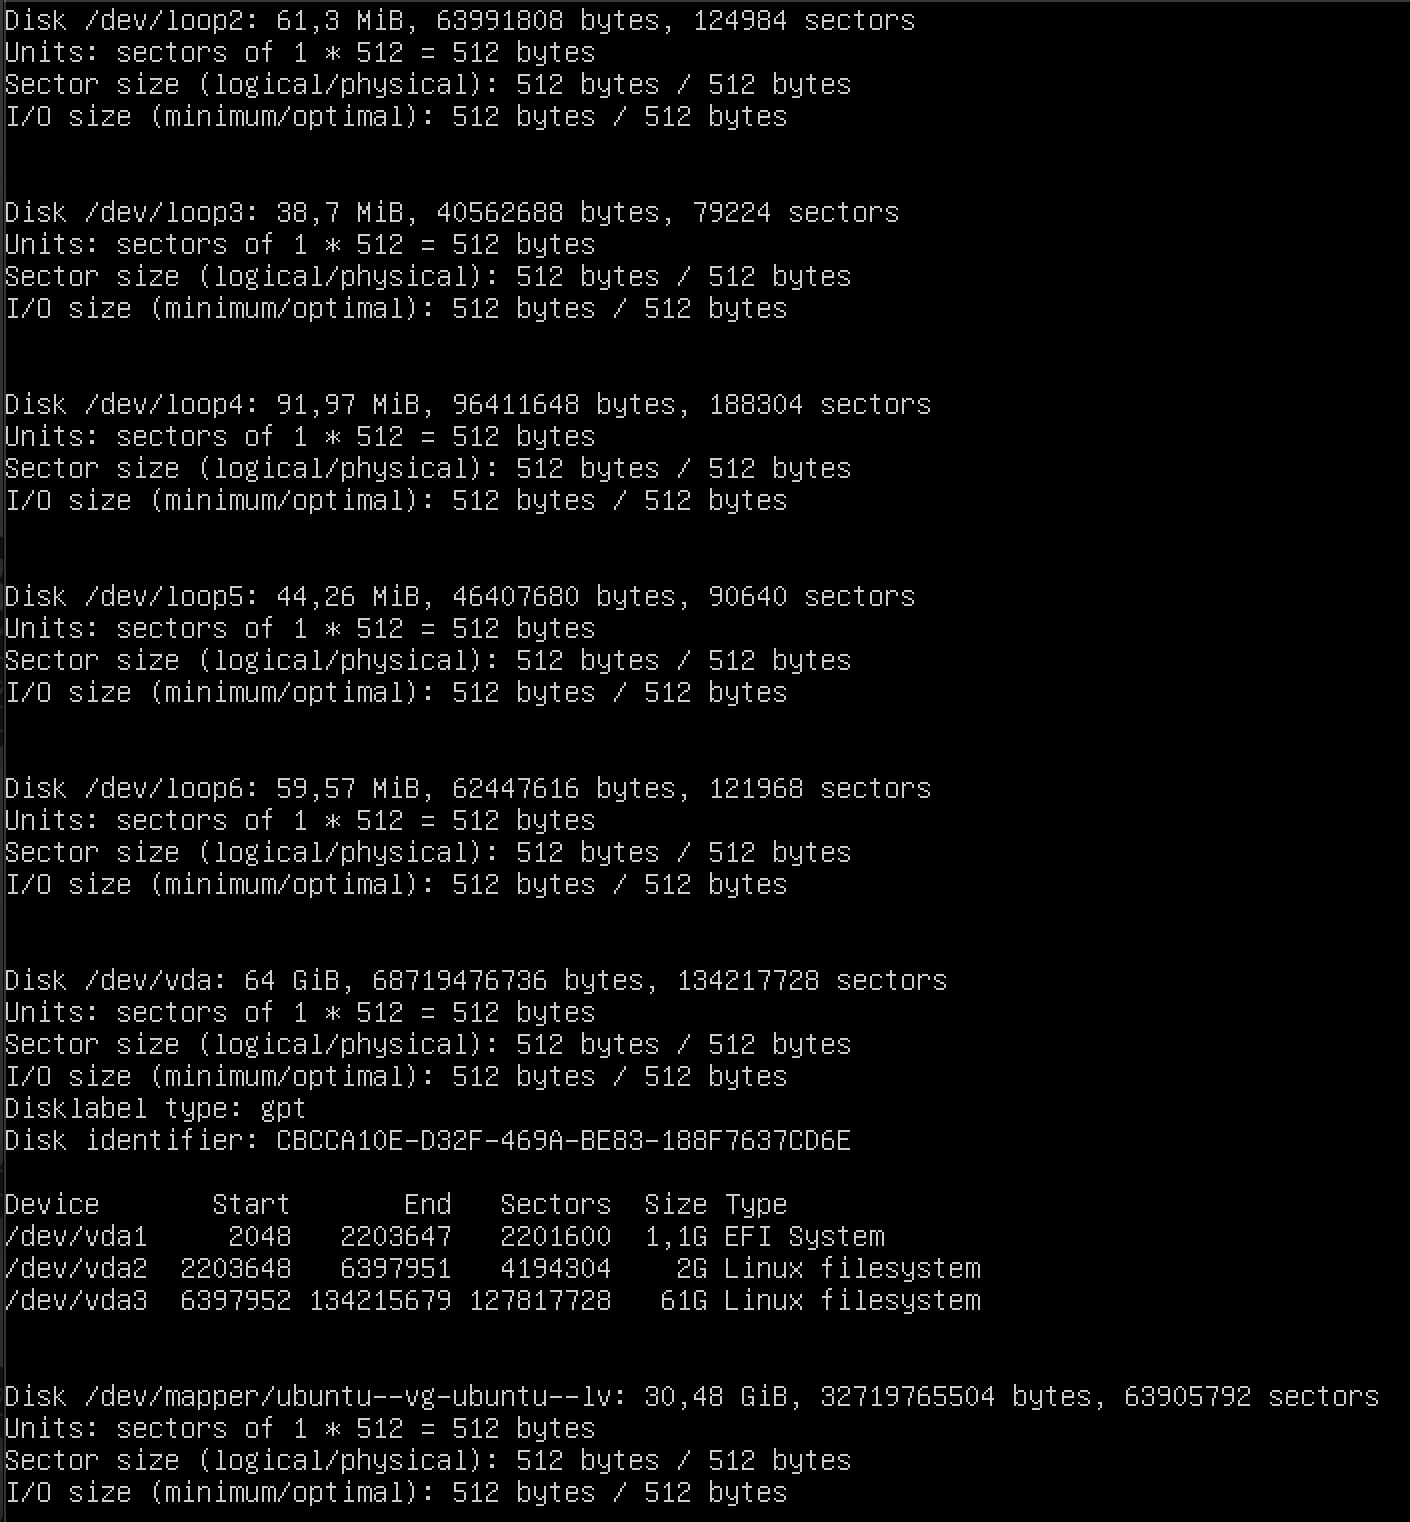 Disk /dev/loop2: 61,3 MiB, 63991808 bytes, 124984 sectors
Units: sectors of 1 * 512 = 512 bytes
Sector size (logical/physical): 512 bytes / 512 bytes
I/O size (minimum/optimal): 512 bytes / 512 bytes
Disk /dev/loop3: 38,7 MiB, 40562688 bytes, 79224 sectors
Units: sectors of 1 * 512 = 512 bytes
Sector size (logical/physical): 512 bytes / 512 bytes
I/O size (minimum/optimal): 512 bytes / 512 bytes
Disk /dev/loop4: 91,97 MiB, 96411648 bytes, 188304 sectors
Units: sectors of 1 * 512 = 512 bytes
Sector size (logical/physical): 512 bytes / 512 bytes
I/O size (minimum/optimal): 512 bytes / 512 bytes
Disk /dev/loop5: 44,26 MiB, 46407680 bytes, 90640 sectors
Units: sectors of 1 * 512 = 512 bytes
Sector size (logical/physical): 512 bytes / 512 bytes
I/O size (minimum/optimal): 512 bytes / 512 bytes
Disk /dev/loop6: 59,57 MiB, 62447616 bytes, 121968 sectors
Units: sectors of 1 * 512 = 512 bytes
Sector size (logical/physical): 512 bytes / 512 bytes
I/O size (minimum/optimal): 512 bytes / 512 bytes
Disk /dev/vda: 64 GiB, 68719476736 bytes, 134217728 sectors
Units: sectors of 1 * 512 = 512 bytes
Sector size (logical/physical): 512 bytes / 512 bytes
I/O size (minimum/optimal): 512 bytes / 512 bytes
Disklabel type: gpt
Disk identifier: CBCCA10E-D32F-469A-BE83-188F7637CD6E
Device       Start       End   Sectors  Size Type
/dev/vda1     2048   2203647   2201600  1,1G EFI System
/dev/vda2  2203648   6397951   4194304    2G Linux filesystem
/dev/vda3  6397952 134215679 127817728   61G Linux filesystem
Disk /dev/mapper/ubuntu--vg-ubuntu--lv: 30,48 GiB, 32719765504 bytes, 63905792 sectors
Units: sectors of 1 * 512 = 512 bytes
Sector size (logical/physical): 512 bytes / 512 bytes
I/O size (minimum/optimal): 512 bytes / 512 bytes